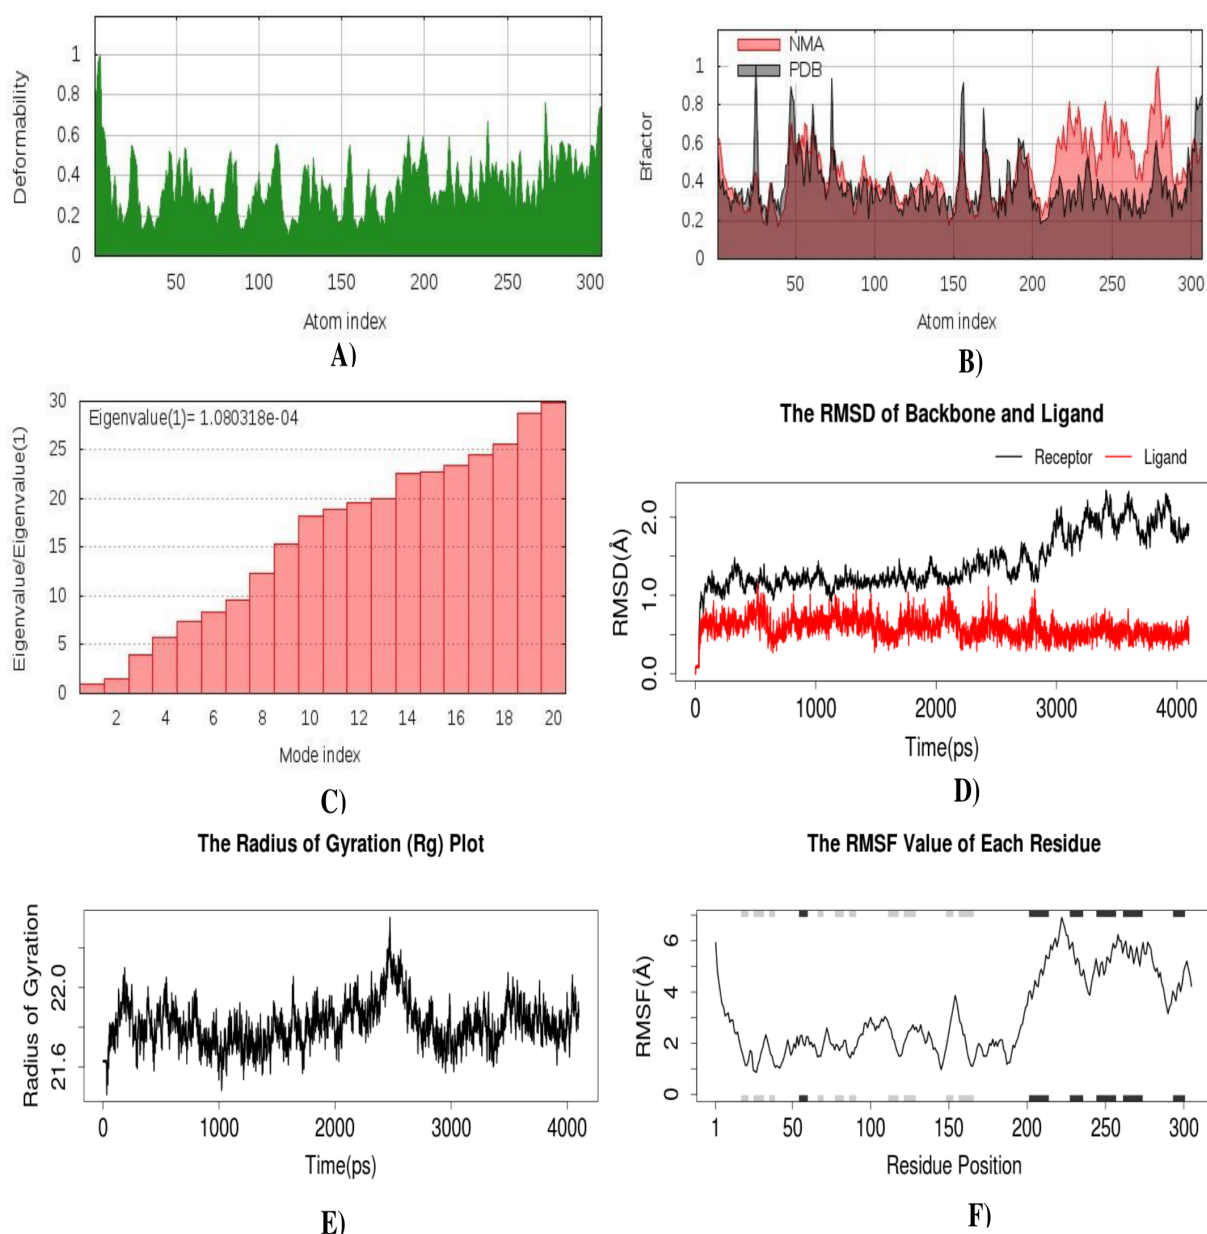 1
0.8
0.6
0.4
0.2
0
Deformability
50 100 150 200 250 300
Atom index
A)
NMA
PDB
1
0.8
0.6
0.4
0.2
0
Bfactor
50 100 150 200 250 300
Atom index
B)
Eigenvalue(1)= 1.080318e-04
30
25
20
15
10
5
0
Eigenvalue/Eigenvalue(1)
2 4 6 8 10 12 14 16 18 20
Mode index
C)
The RMSD of Backbone and Ligand
Receptor Ligand
2.0
1.0
0.0
RMSD(Å)
0 1000 2000 3000 4000
Time(ps)
D)
The Radius of Gyration (Rg) Plot
22.0
21.6
Radius of Gyration
0 1000 2000 3000 4000
Time(ps)
E)
The RMSF Value of Each Residue
6
4
2
0
RMSF(Å)
1 50 100 150 200 250 300
Residue Position
F)